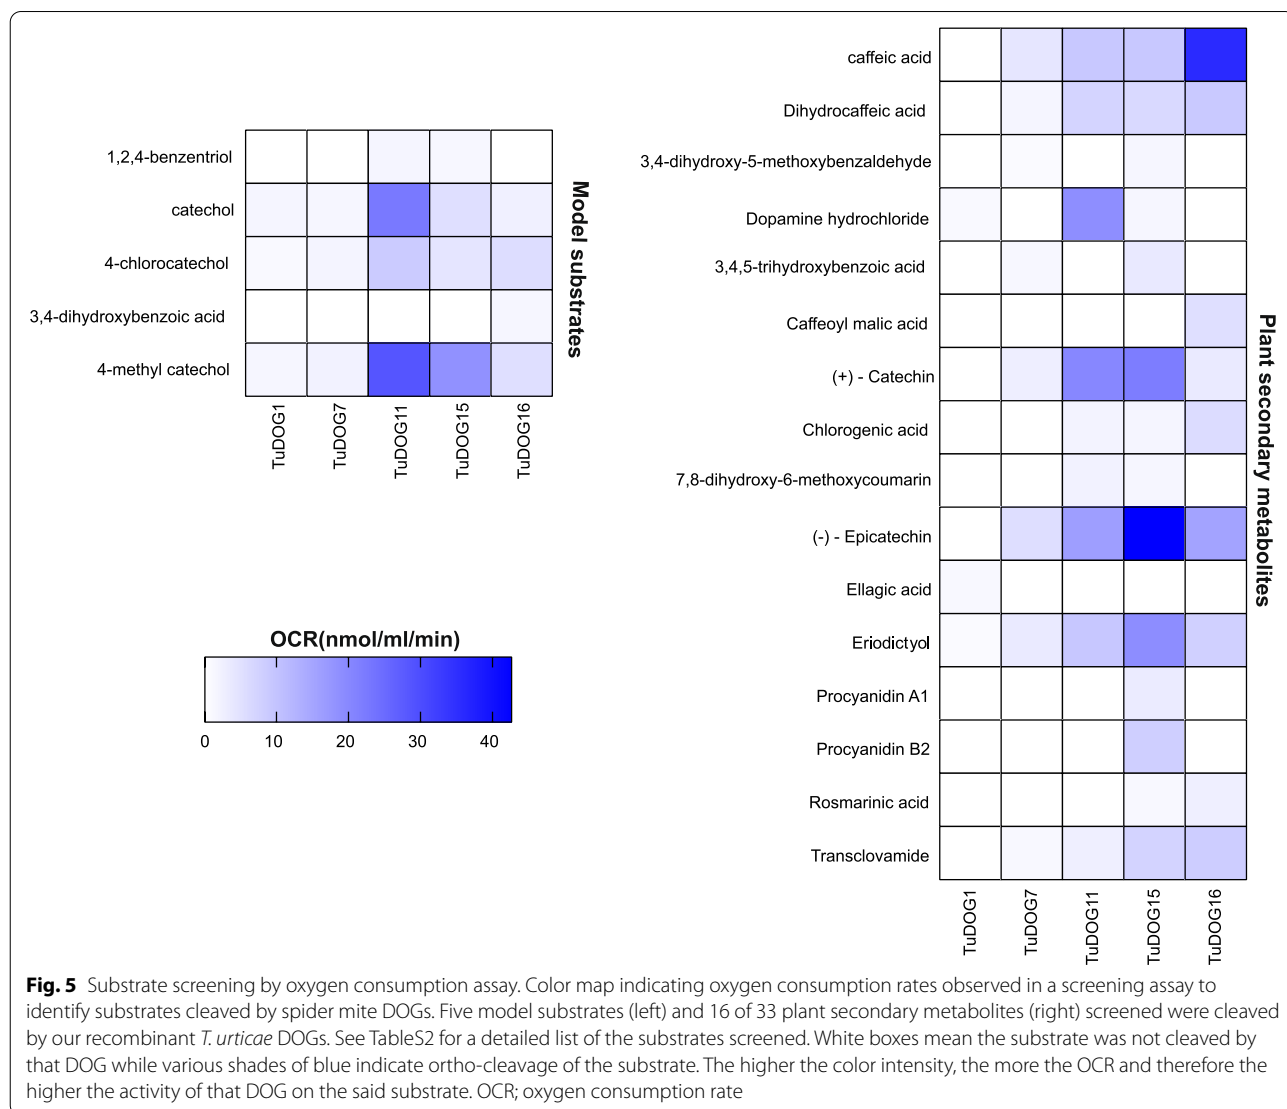 1,2,4-benzentriol
catechol
4-chlorocatechol
3,4-dihydroxybenzoic acid
4-methyl catechol
TuDOG1
TuDOG7
TuDOG11
TuDOG15
TuDOG16
Model substrates
OCR(nmol/ml/min)
0 10 20 30 40
caffeic acid
Dihydrocaffeic acid
3,4-dihydroxy-5-methoxybenzaldehyde
Dopamine hydrochloride
3,4,5-trihydroxybenzoic acid
Caffeoyl malic acid
(+) - Catechin
Chlorogenic acid
7,8-dihydroxy-6-methoxycoumarin
(-) - Epicatechin
Ellagic acid
Eriodictyol
Procyanidin A1
Procyanidin B2
Rosmarinic acid
Transclovamide
TuDOG1
TuDOG7
TuDOG11
TuDOG15
TuDOG16
Plant secondary metabolites
Fig. 5 Substrate screening by oxygen consumption assay. Color map indicating oxygen consumption rates observed in a screening assay to
identify substrates cleaved by spider mite DOGs. Five model substrates (left) and 16 of 33 plant secondary metabolites (right) screened were cleaved
by our recombinant T. urticae DOGs. See TableS2 for a detailed list of the substrates screened. White boxes mean the substrate was not cleaved by
that DOG while various shades of blue indicate ortho-cleavage of the substrate. The higher the color intensity, the more the OCR and therefore the
higher the activity of that DOG on the said substrate. OCR; oxygen consumption rate